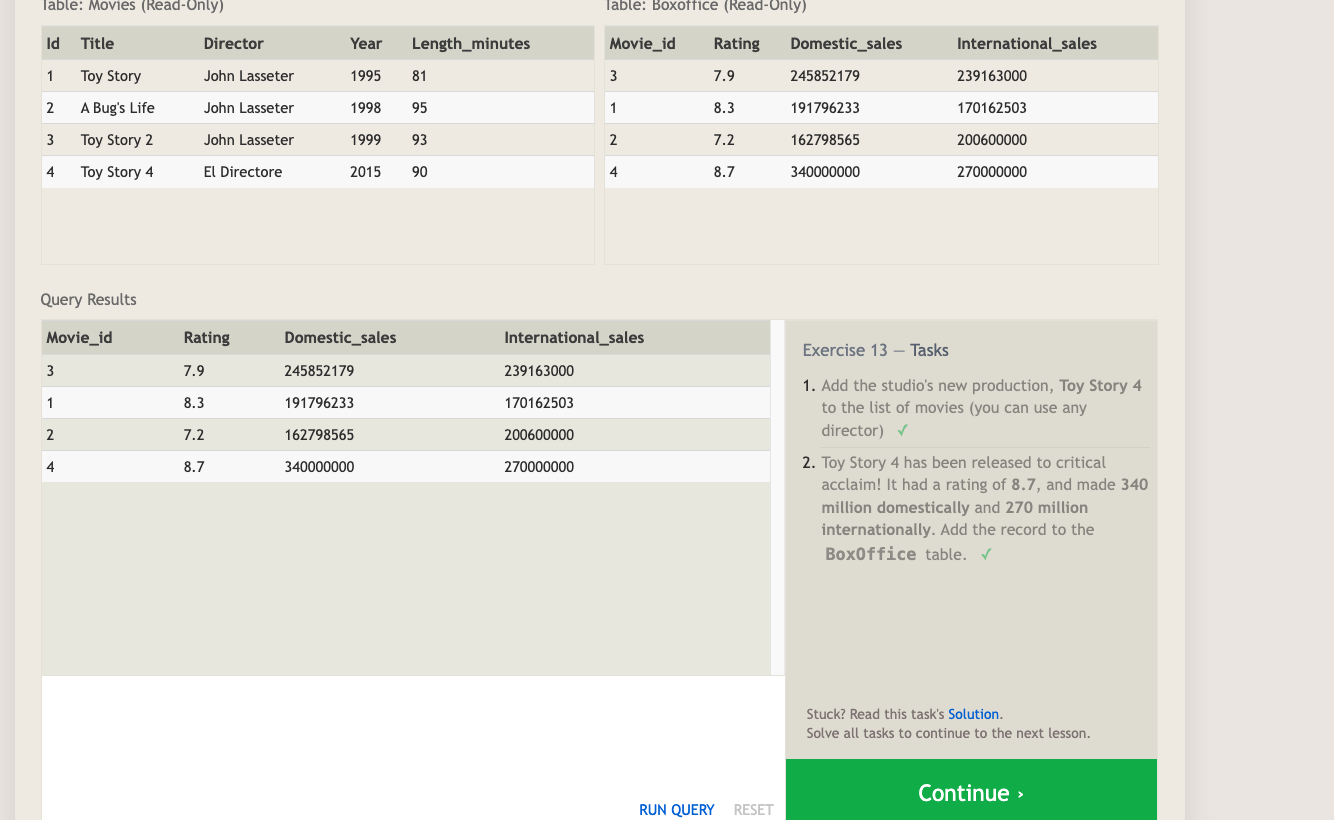 Table: Movies (Read-Only)
Table: Boxoffice (Read-Only)
Id Title Director Year Length_minutes
1 Toy Story John Lasseter 1995 81
2 A Bug's Life John Lasseter 1998 95
3 Toy Story 2 John Lasseter 1999 93
4 Toy Story 4 El Directore 2015 90
Movie_id Rating Domestic_sales International_sales
3 7.9 245852179 239163000
1 8.3 191796233 170162503
2 7.2 162798565 200600000
4 8.7 340000000 270000000
Query Results
Movie_id Rating Domestic_sales International_sales
3 7.9 245852179 239163000
1 8.3 191796233 170162503
2 7.2 162798565 200600000
4 8.7 340000000 270000000
RUN QUERY RESET
Exercise 13 — Tasks
1. Add the studio's new production, Toy Story 4
to the list of movies (you can use any
director) ✓
2. Toy Story 4 has been released to critical
acclaim! It had a rating of 8.7, and made 340
million domestically and 270 million
internationally. Add the record to the
BoxOffice table. ✓
Stuck? Read this task's Solution.
Solve all tasks to continue to the next lesson.
Continue ›